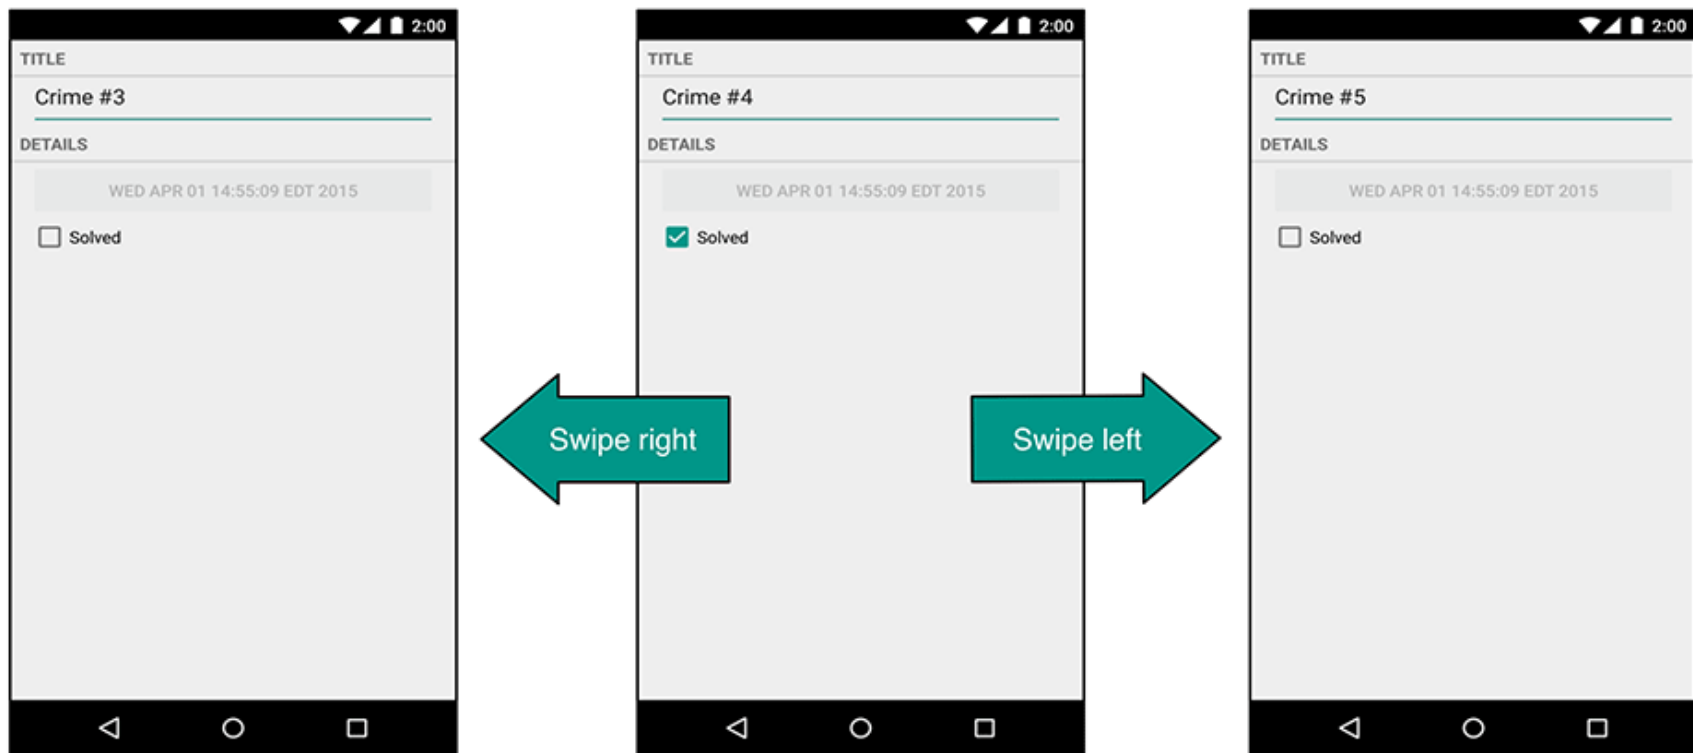 2:00
TITLE
Crime #3
DETAILS
WED APR 01 14:55:09 EDT 2015
Solved
Swipe right
2:00
TITLE
Crime #4
DETAILS
WED APR 01 14:55:09 EDT 2015
Solved
Swipe left
2:00
TITLE
Crime #5
DETAILS
WED APR 01 14:55:09 EDT 2015
Solved